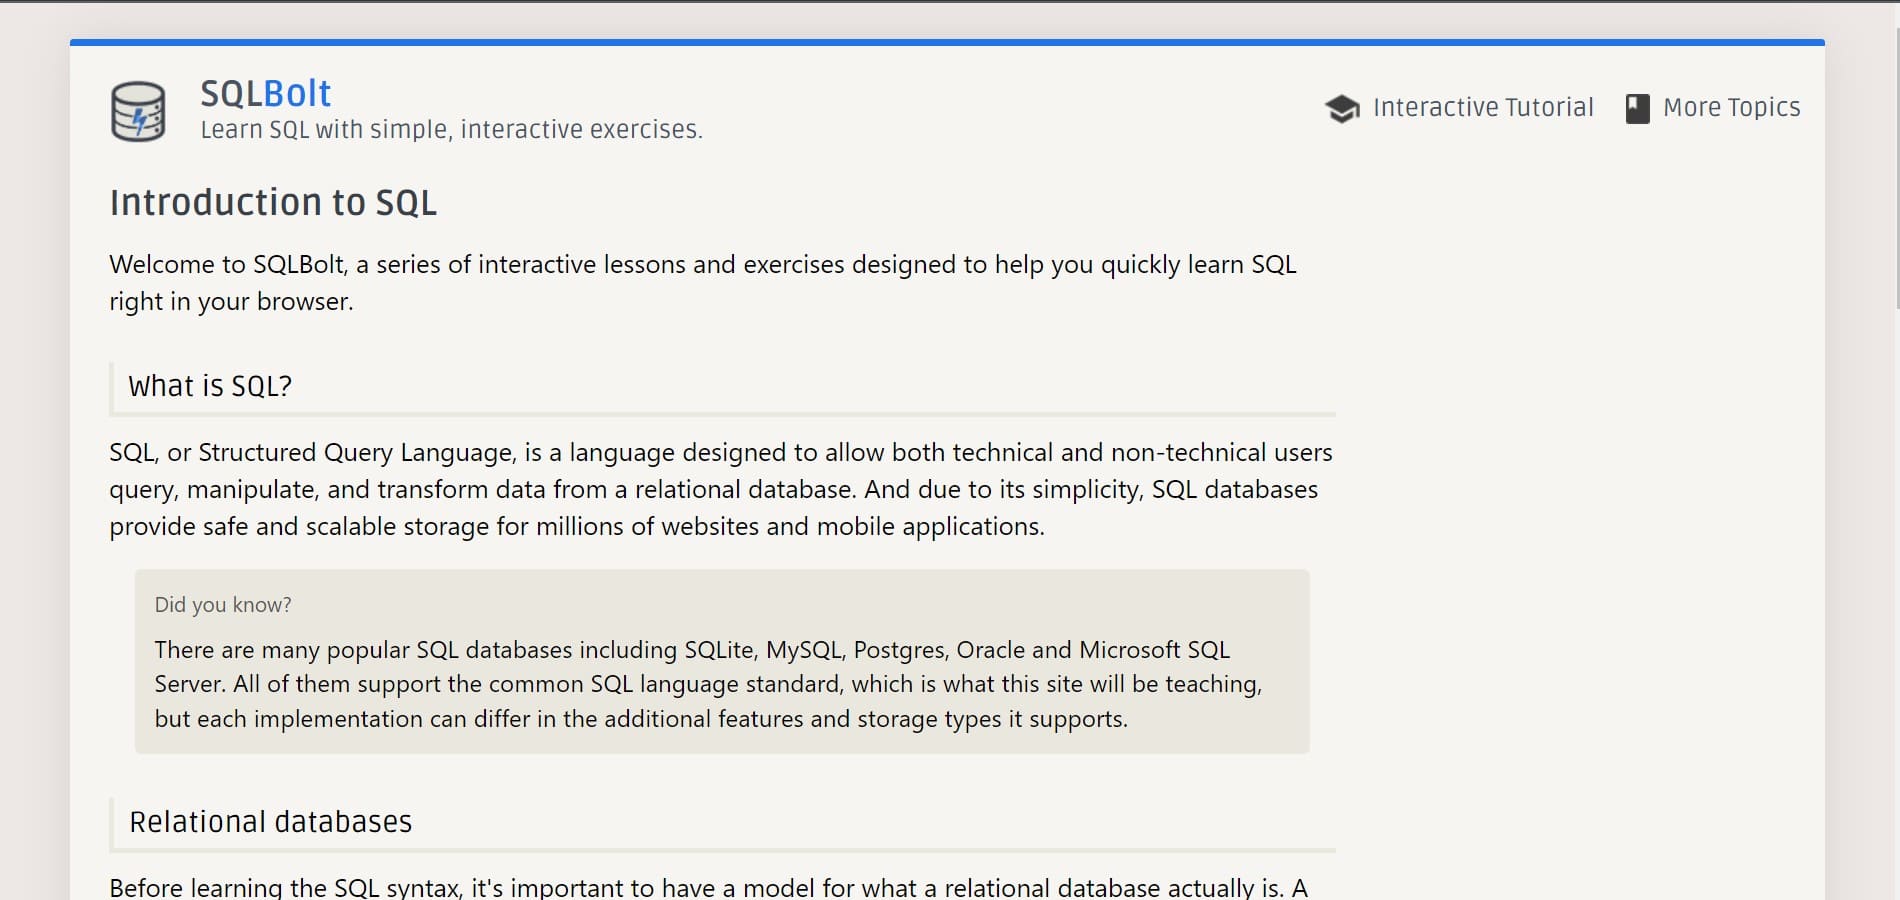 SQLBolt
Learn SQL with simple, interactive exercises.
Interactive Tutorial
More Topics
Introduction to SQL
Welcome to SQLBolt, a series of interactive lessons and exercises designed to help you quickly learn SQL
right in your browser.
What is SQL?
SQL, or Structured Query Language, is a language designed to allow both technical and non-technical users
query, manipulate, and transform data from a relational database. And due to its simplicity, SQL databases
provide safe and scalable storage for millions of websites and mobile applications.
Did you know?
There are many popular SQL databases including SQLite, MySQL, Postgres, Oracle and Microsoft SQL
Server. All of them support the common SQL language standard, which is what this site will be teaching,
but each implementation can differ in the additional features and storage types it supports.
Relational databases
Before learning the SQL syntax, it's important to have a model for what a relational database actually is. A